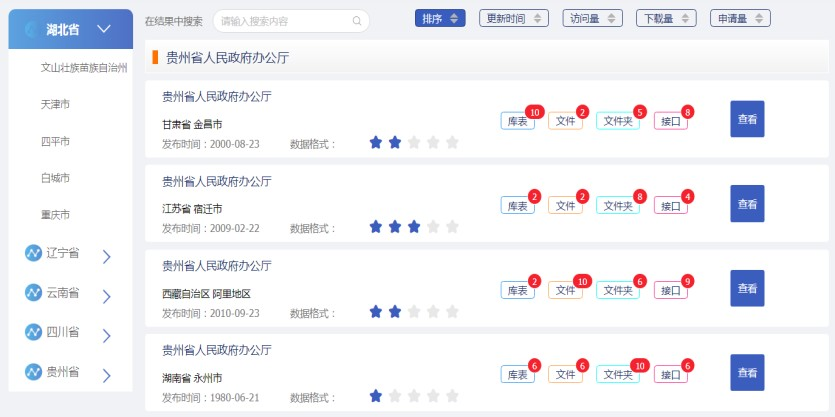 湖北省
文山壮族苗族自治州
天津市
四平市
白城市
重庆市
辽宁省
云南省
四川省
贵州省
在结果中搜索 请输入搜索内容 排序 更新时间 访问量 下载量 申请量
贵州省人民政府办公厅
贵州省人民政府办公厅
甘肃省 金昌市
发布时间：2000-08-23 数据格式：
库表 10 文件 2 文件夹 5 接口 8 查看
贵州省人民政府办公厅
江苏省 宿迁市
发布时间：2009-02-22 数据格式：
库表 2 文件 2 文件夹 8 接口 4 查看
贵州省人民政府办公厅
西藏自治区 阿里地区
发布时间：2010-09-23 数据格式：
库表 2 文件 10 文件夹 6 接口 9 查看
贵州省人民政府办公厅
湖南省 永州市
发布时间：1980-06-21 数据格式：
库表 6 文件 6 文件夹 10 接口 6 查看